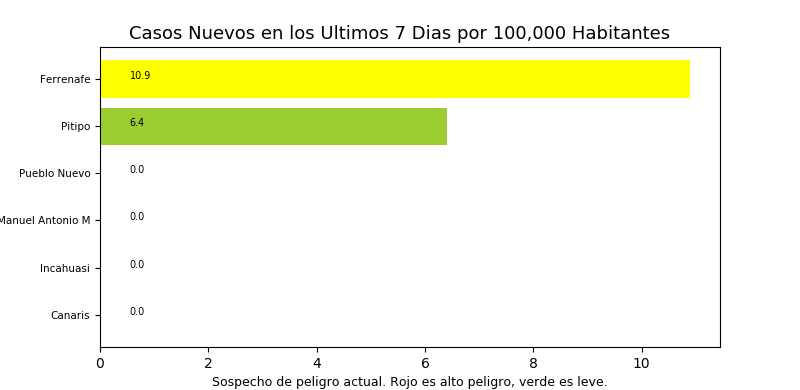 Casos Nuevos en los Ultimos 7 Dias por 100,000 Habitantes
Ferrenafe 10.9
Pitipo 6.4
Pueblo Nuevo 0.0
Manuel Antonio M 0.0
Incahuasi 0.0
Canaris 0.0
0 2 4 6 8 10
Sospecho de peligro actual. Rojo es alto peligro, verde es leve.